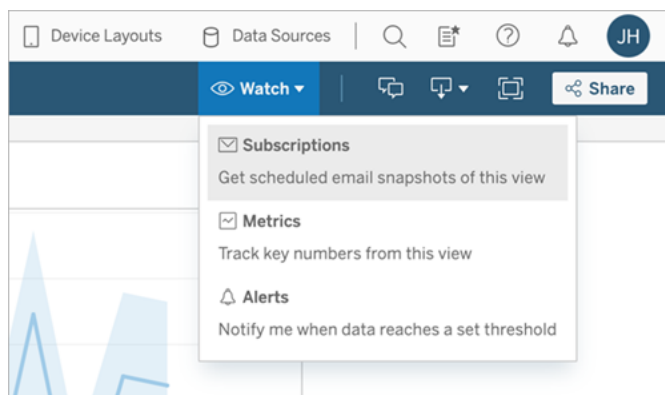 Device Layouts
Data Sources
JH
Watch
Share
Subscriptions
Get scheduled email snapshots of this view
Metrics
Track key numbers from this view
Alerts
Notify me when data reaches a set threshold